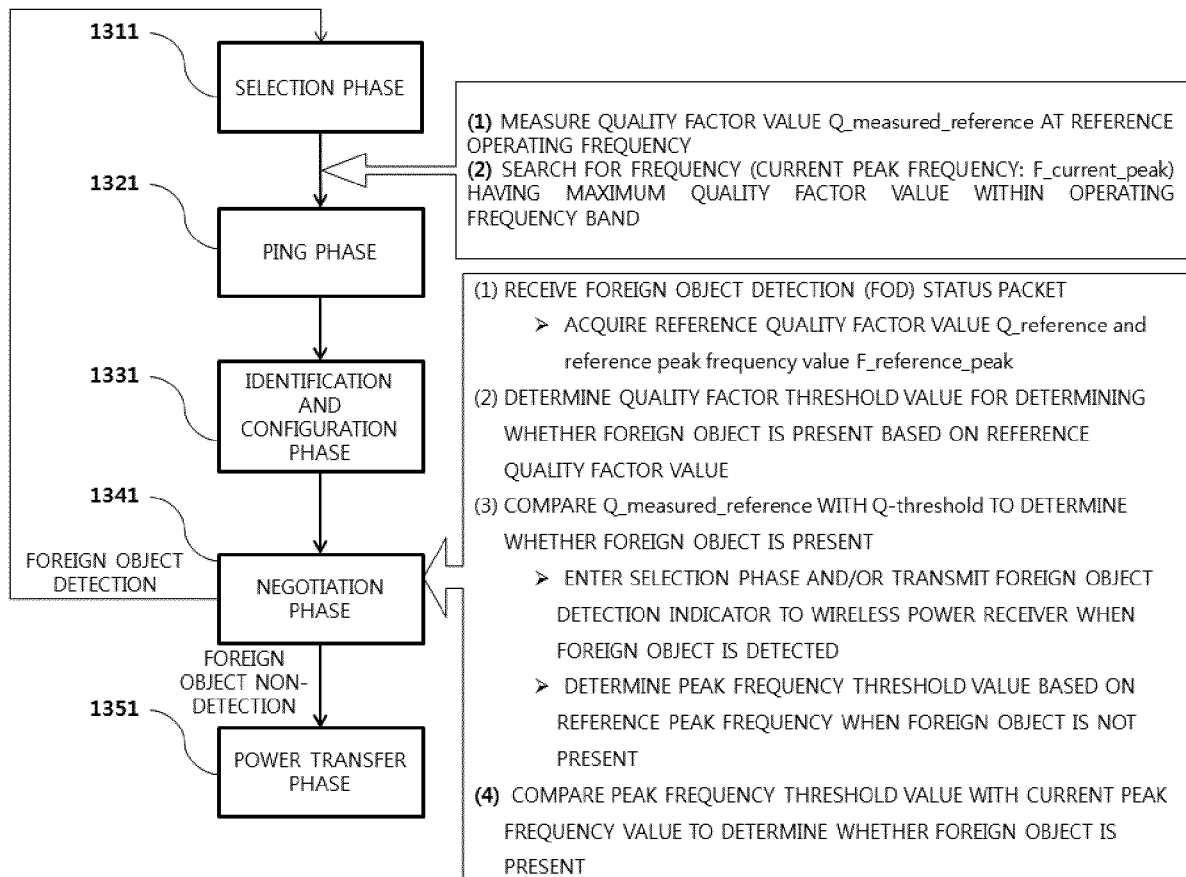 1311
SELECTION PHASE
(1) MEASURE QUALITY FACTOR VALUE Q_measured_reference AT REFERENCE
OPERATING FREQUENCY
(2) SEARCH FOR FREQUENCY (CURRENT PEAK FREQUENCY: F_current_peak)
HAVING MAXIMUM QUALITY FACTOR VALUE WITHIN OPERATING
FREQUENCY BAND
1321
PING PHASE
1331
IDENTIFICATION
AND
CONFIGURATION
PHASE
1341
NEGOTIATION
PHASE
FOREIGN OBJECT
DETECTION
FOREIGN
OBJECT NON-
DETECTION
1351
POWER TRANSFER
PHASE
(1) RECEIVE FOREIGN OBJECT DETECTION (FOD) STATUS PACKET
➢ ACQUIRE REFERENCE QUALITY FACTOR VALUE Q_reference and
reference peak frequency value F_reference_peak
(2) DETERMINE QUALITY FACTOR THRESHOLD VALUE FOR DETERMINING
WHETHER FOREIGN OBJECT IS PRESENT BASED ON REFERENCE
QUALITY FACTOR VALUE
(3) COMPARE Q_measured_reference WITH Q-threshold TO DETERMINE
WHETHER FOREIGN OBJECT IS PRESENT
➢ ENTER SELECTION PHASE AND/OR TRANSMIT FOREIGN OBJECT
DETECTION INDICATOR TO WIRELESS POWER RECEIVER WHEN
FOREIGN OBJECT IS DETECTED
➢ DETERMINE PEAK FREQUENCY THRESHOLD VALUE BASED ON
REFERENCE PEAK FREQUENCY WHEN FOREIGN OBJECT IS NOT
PRESENT
(4) COMPARE PEAK FREQUENCY THRESHOLD VALUE WITH CURRENT PEAK
FREQUENCY VALUE TO DETERMINE WHETHER FOREIGN OBJECT IS
PRESENT